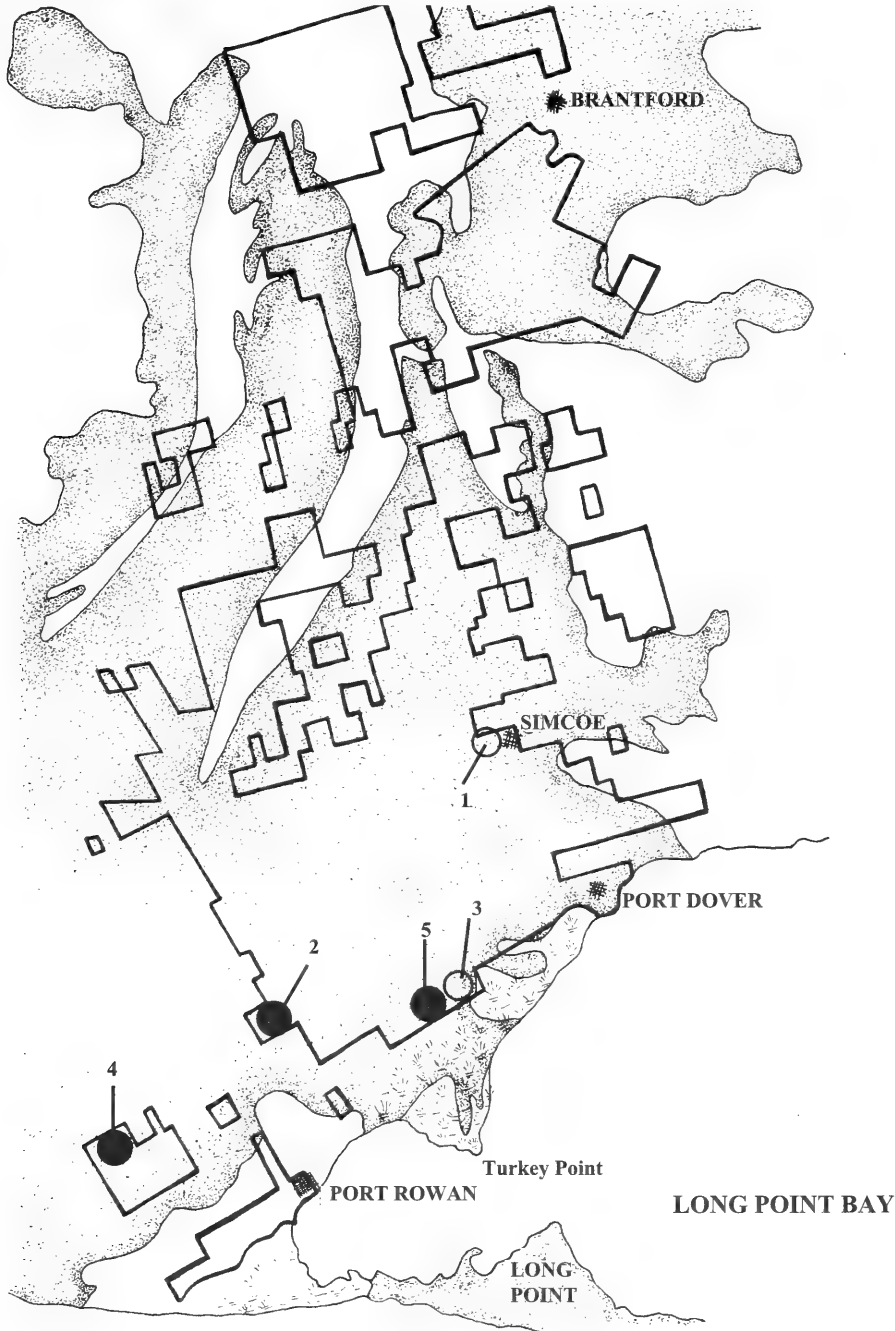 BRANTFORD
SIMCOE
1
PORT DOVER
3
5
2
4
Turkey Point
PORT ROWAN
LONG POINT BAY
LONG
POINT